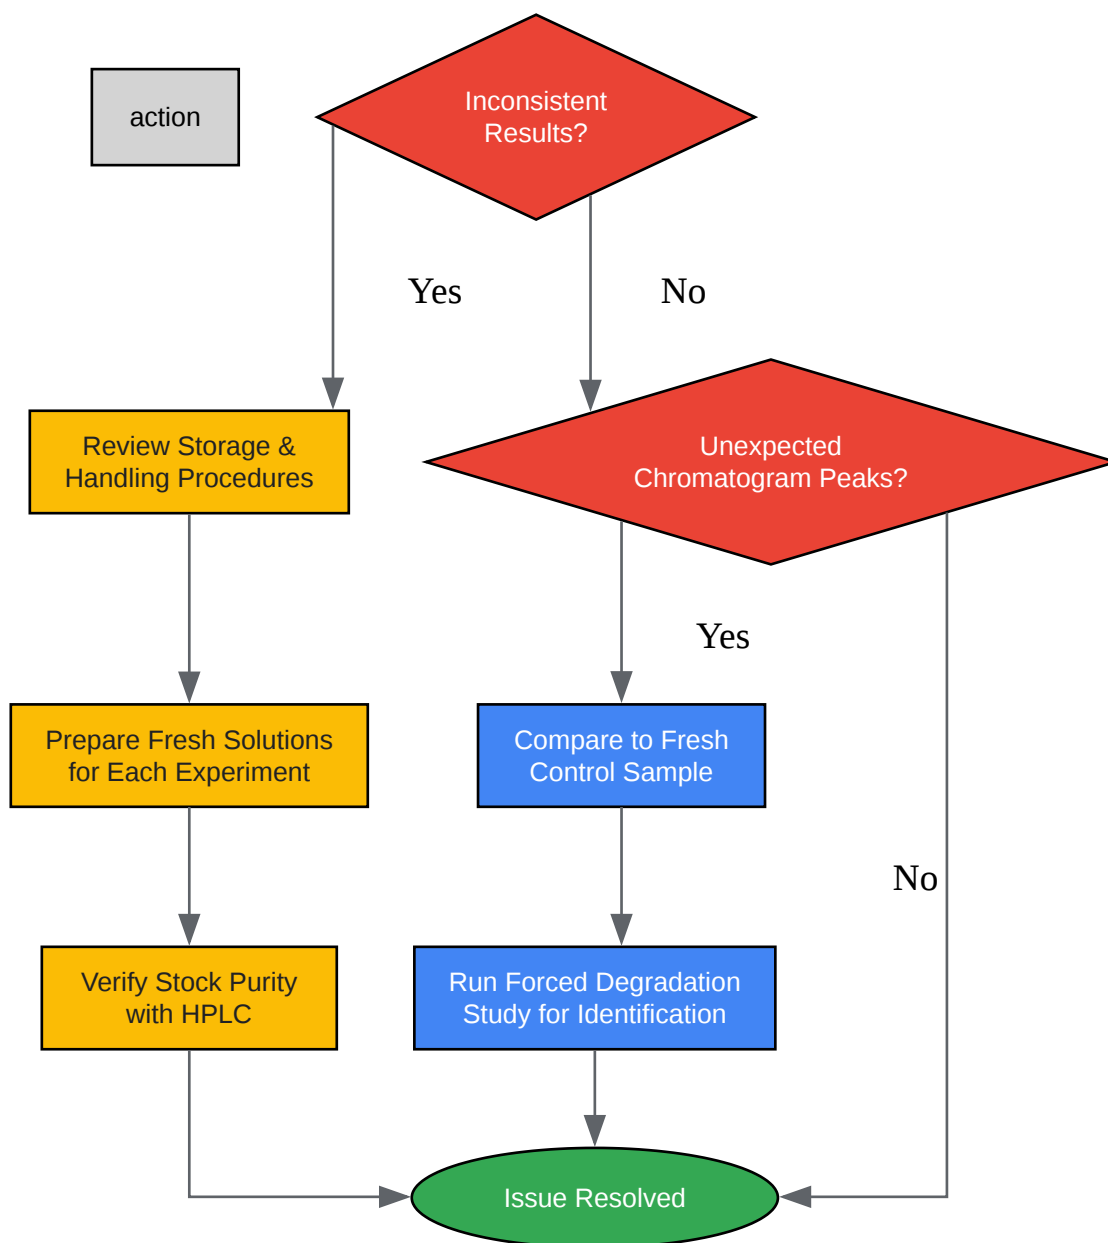 action
Inconsistent
Results?
Yes
No
Review Storage &
Handling Procedures
Unexpected
Chromatogram Peaks?
Yes
Prepare Fresh Solutions
for Each Experiment
Compare to Fresh
Control Sample
No
Verify Stock Purity
with HPLC
Run Forced Degradation
Study for Identification
Issue Resolved